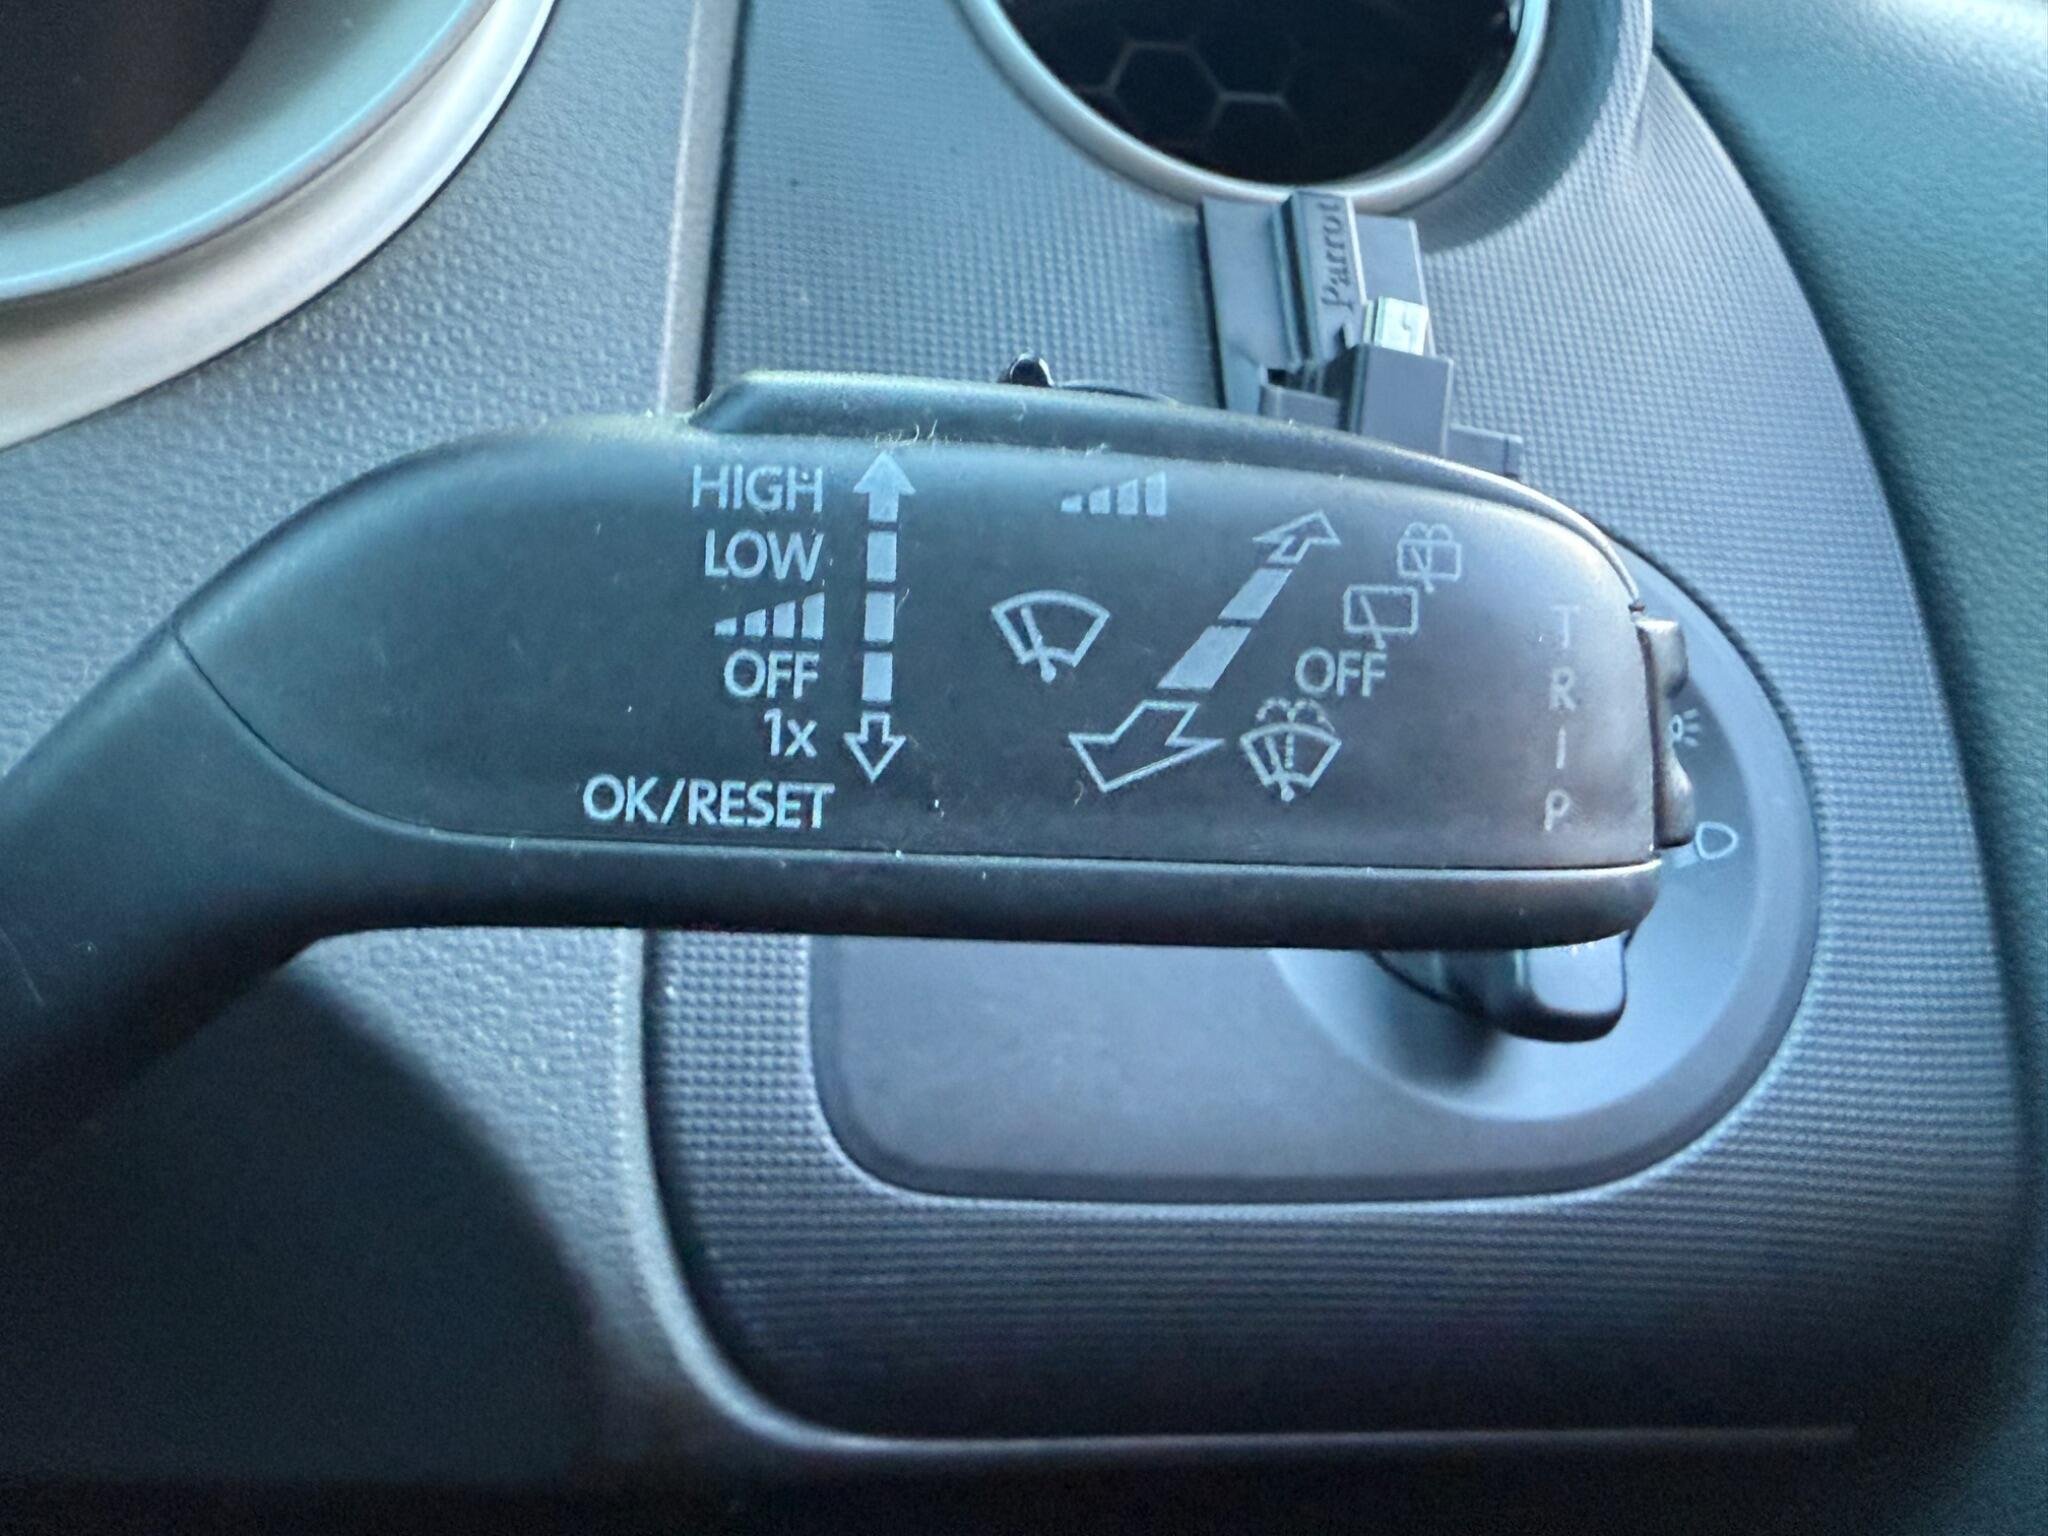 Parrot
HIGH
LOW
OFF
1x
OK/RESET
OFF
TRIP